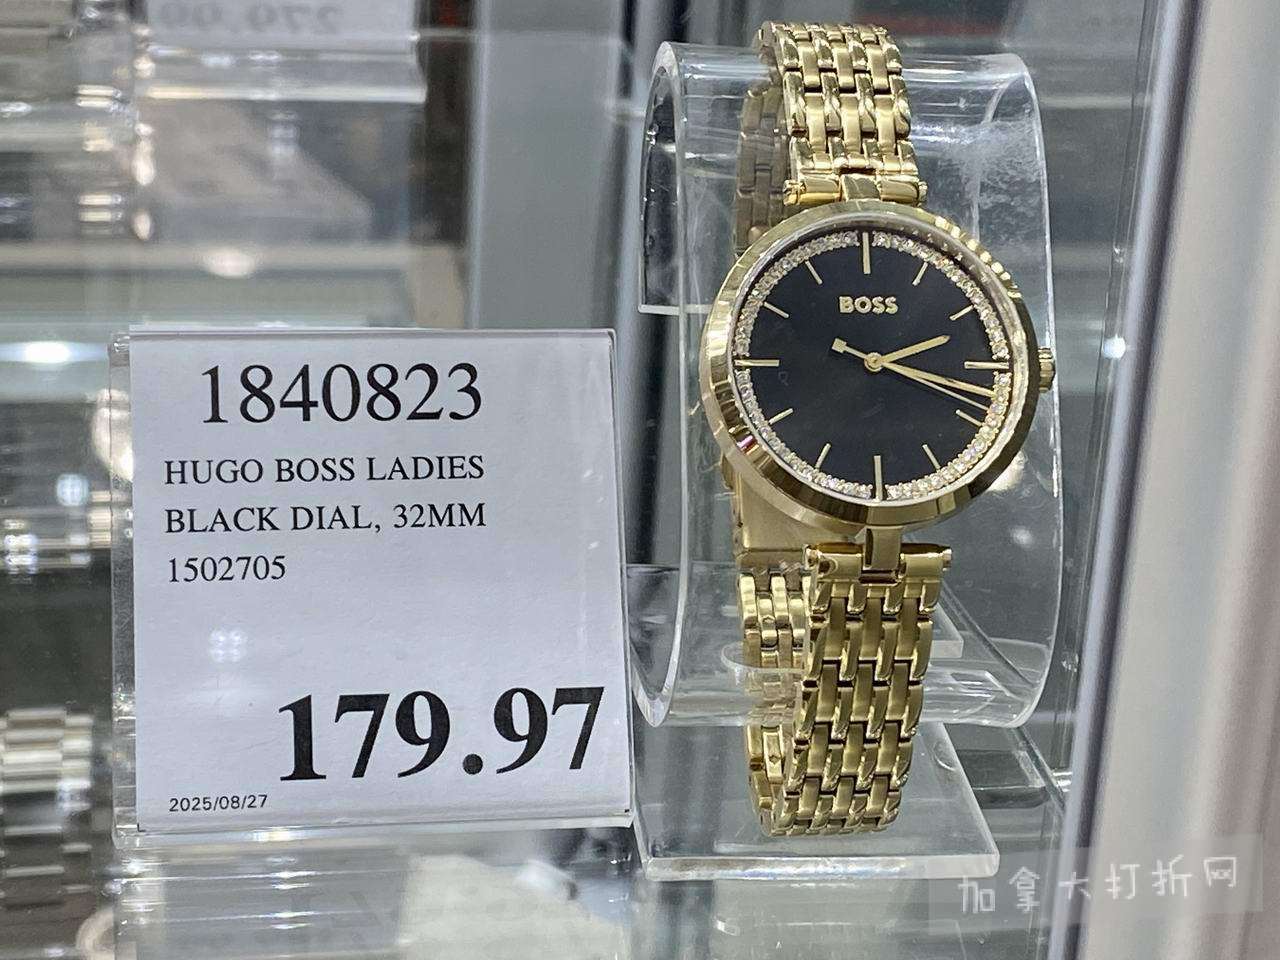 1840823
HUGO BOSS LADIES
BLACK DIAL, 32MM
1502705
179.97
2025/08/27
BOSS
加拿大打折网